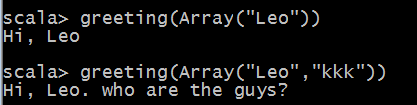 scala> greeting(Array("Leo"))
Hi, Leo
scala> greeting(Array("Leo","kkk"))
Hi, Leo. who are the guys?